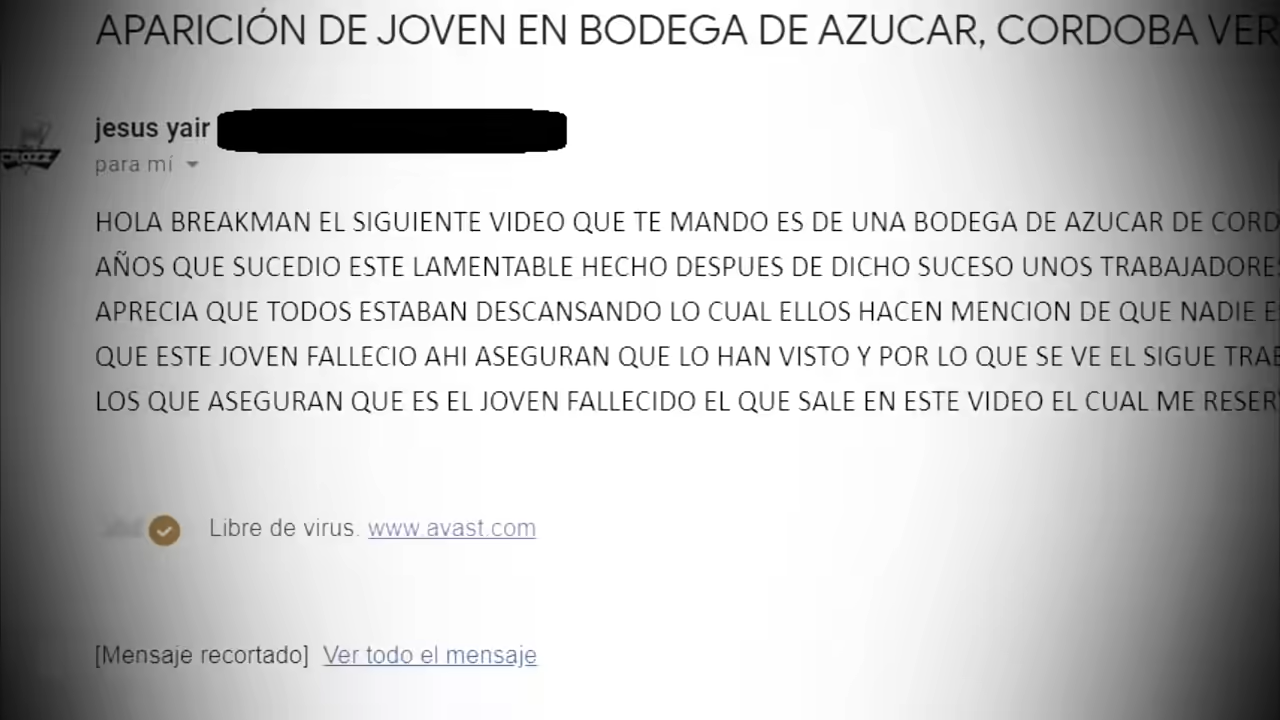 APARICIÓN DE JOVEN EN BODEGA DE AZUCAR, CORDOBA VER
jesus yair
para mí
HOLA BREAKMAN EL SIGUIENTE VIDEO QUE TE MANDO ES DE UNA BODEGA DE AZUCAR DE CORD
AÑOS QUE SUCEDIO ESTE LAMENTABLE HECHO DESPUES DE DICHO SUCESO UNOS TRABAJADORE
APRECIA QUE TODOS ESTABAN DESCANSANDO LO CUAL ELLOS HACEN MENCION DE QUE NADIE E
QUE ESTE JOVEN FALLECIO AHI ASEGURAN QUE LO HAN VISTO Y POR LO QUE SE VE EL SIGUE TRAB
LOS QUE ASEGURAN QUE ES EL JOVEN FALLECIDO EL QUE SALE EN ESTE VIDEO EL CUAL ME RESER
Libre de virus. www.avast.com
[Mensaje recortado] Ver todo el mensaje